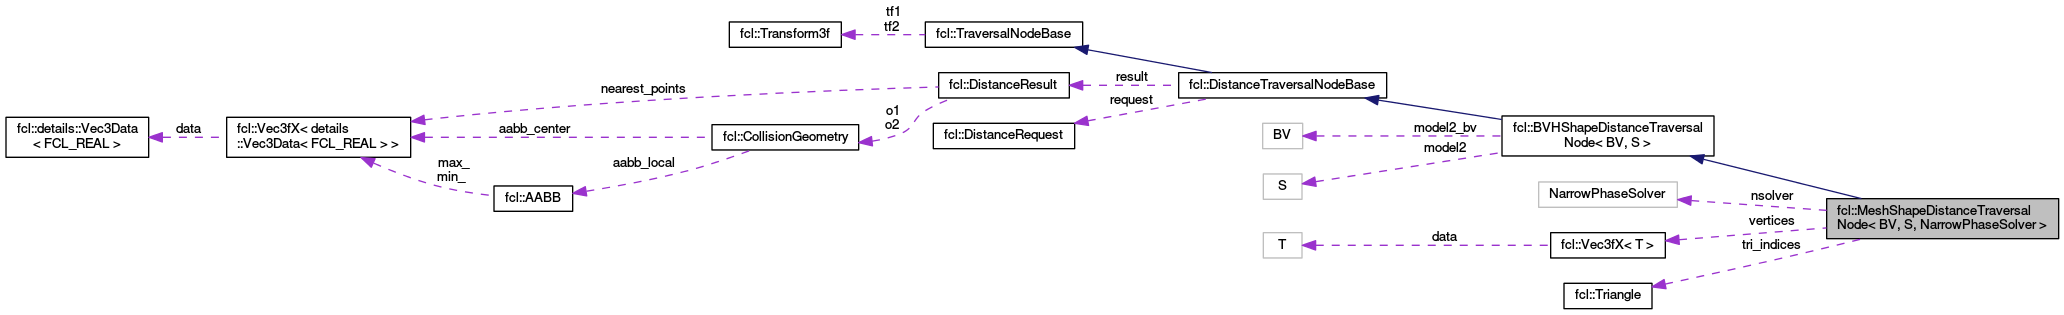 tf1
tf2
fcl::Transform3f
fcl::TraversalNodeBase
nearest_points
fcl::DistanceResult
result
fcl::DistanceTraversalNodeBase
request
o1
o2
fcl::details::Vec3Data
< FCL_REAL >
data
fcl::Vec3fX< details
::Vec3Data< FCL_REAL > >
aabb_center
fcl::CollisionGeometry
fcl::DistanceRequest
BV
model2_bv
fcl::BVHShapeDistanceTraversal
Node< BV, S >
model2
max_
min_
aabb_local
fcl::AABB
S
NarrowPhaseSolver
nsolver
fcl::MeshShapeDistanceTraversal
Node< BV, S, NarrowPhaseSolver >
vertices
T
data
fcl::Vec3fX< T >
tri_indices
fcl::Triangle